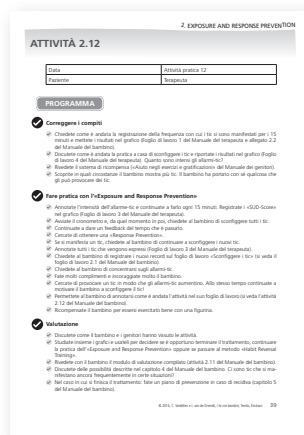 2. EXPOSURE AND RESPONSE PREVENTION
ATTIVITÀ 2.12
Data Attività pratica 12
Paziente Terapeuta
PROGRAMMA
Correggere i compiti
Chiedete come è andata la registrazione della frequenza con cui i tic si sono manifestati per i 15
minuti e mettete i risultati nel grafico (Foglio di lavoro 1 del Manuale del terapeuta e allegato 2.2
del Manuale del bambino).
Discutete come è andata la pratica a casa di sconfiggere i tic e riportate i risultati nel grafico (Foglio
di lavoro 4 del Manuale del terapeuta). Quanto sono intensi gli allarmi-tic?
Rivedete il sistema di ricompensa («Aiuto negli esercizi e gratificazioni» del Manuale dei genitori).
Scoprite in quali circostanze il bambino mostra più tic. Il bambino ha portato con sé qualcosa che
gli può provocare dei tic.
Fare pratica con l'«Exposure and Response Prevention»
Annotate l'intensità dell'allarme-tic e continuate a farlo ogni 15 minuti. Registrate i «SUD-Score»
nel grafico (Foglio di lavoro 3 del Manuale del terapeuta).
Avviate il cronometro e, da quel momento in poi, chiedete al bambino di sconfiggere tutti i tic.
Continuate a dare un feedback del tempo che è passato.
Cercate di ottenere una «Response Prevention».
Se si manifesta un tic, chiedete al bambino di continuare a sconfiggere i nuovi tic.
Annotate tutti i tic che vengono espressi (Foglio di lavoro 3 del Manuale del terapeuta).
Chiedete al bambino di registrare i nuovi record sul foglio di lavoro «Sconfiggere i tic» (si veda il
foglio di lavoro 2.1 del Manuale del bambino).
Chiedete al bambino di concentrarsi sugli allarmi-tic.
Fate molti complimenti e incoraggiate molto il bambino.
Cercate di provocare un tic in modo che gli allarmi-tic aumentino. Allo stesso tempo continuate a
motivare il bambino a sconfiggere il tic!
Permettete al bambino di annotarsi come è andata l'attività nel suo foglio di lavoro (si veda l'attività
2.12 del Manuale del bambino).
Ricompensate il bambino per essersi esercitato bene con una figurina.
Valutazione
Discutete come il bambino e i genitori hanno vissuto le attività.
Studiate insieme i grafici e usateli per decidere se è opportuno terminare il trattamento, continuare
la pratica dell'«Exposure and Response Prevention» oppure se passare al metodo «Habit Reversal
Training».
Rivedete con il bambino il modulo di valutazione completato (attività 2.11 del Manuale del bambino).
Discutete delle possibilità descritte nel capitolo 4 del Manuale del bambino. Ci sono tic che si ma-
nifestano ancora frequentemente in certe situazioni?
Nel caso in cui si finisca il trattamento: fate un piano di prevenzione in caso di recidiva (capitolo 5
del Manuale del bambino).
39